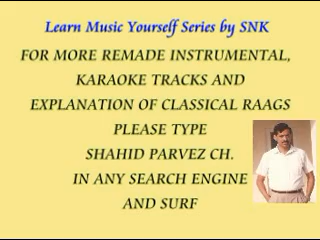 Learn Music Yourself Series by SNK
FOR MORE REMADE INSTRUMENTAL,
KARAOKE TRACKS AND
EXPLANATION OF CLASSICAL RAAGS
PLEASE TYPE
SHAHID PARVEZ CH.
IN ANY SEARCH ENGINE
AND SURF